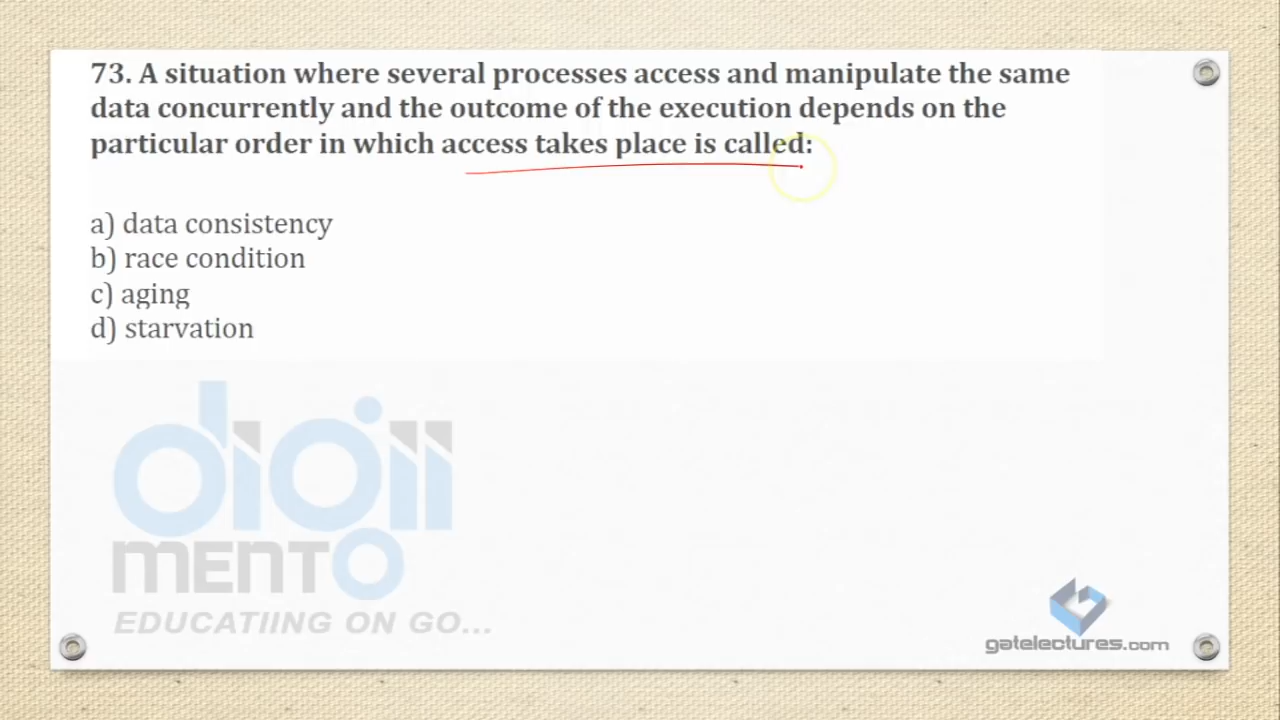 73. A situation where several processes access and manipulate the same
data concurrently and the outcome of the execution depends on the
particular order in which access takes place is called:
a) data consistency
b) race condition
c) aging
d) starvation
digii
MENTO
EDUCATIING ON GO...
gatelectures.com